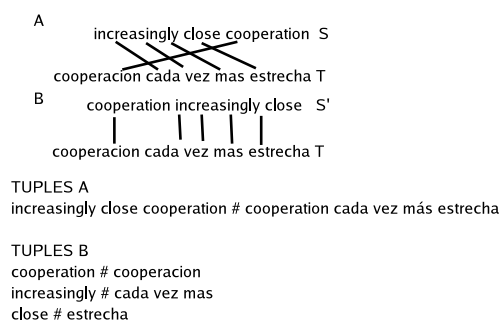 A
increasingly close cooperation S
cooperacion cada vez mas estrecha T
B
cooperation increasingly close S'
cooperacion cada vez mas estrecha T
TUPLES A
increasingly close cooperation # cooperation cada vez más estrecha
TUPLES B
cooperation # cooperacion
increasingly # cada vez mas
close # estrecha